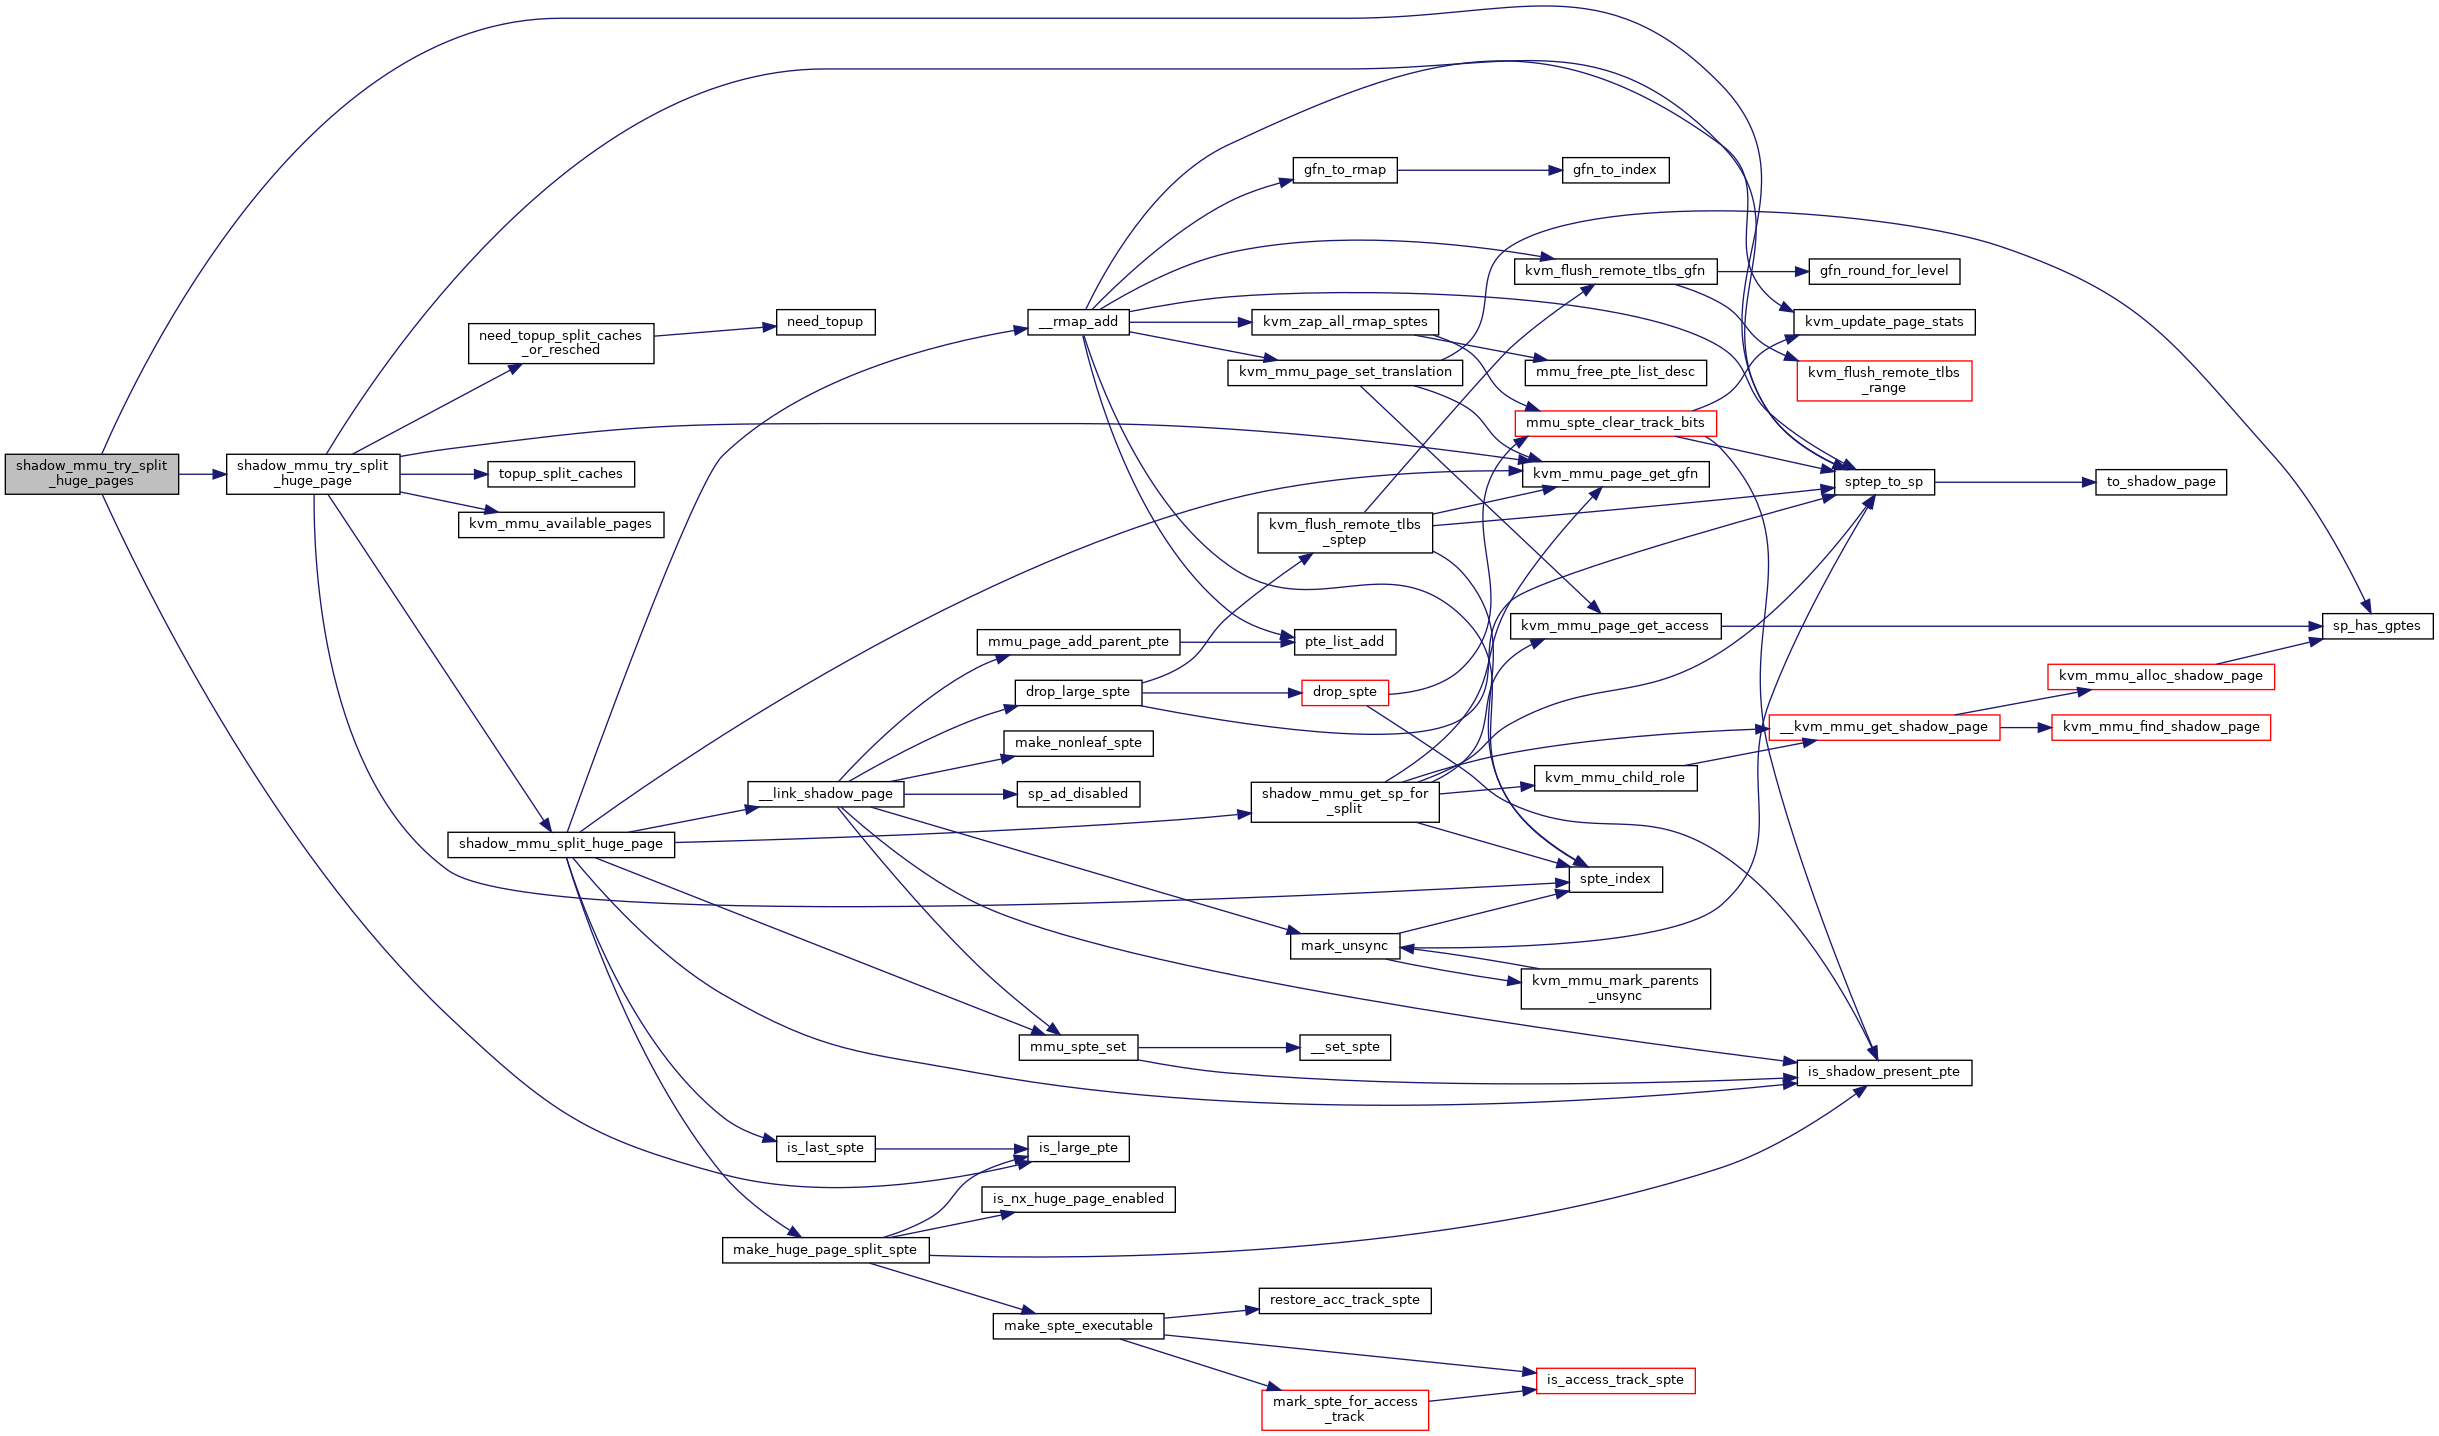 shadow_mmu_try_split
_huge_pages
shadow_mmu_try_split
_huge_page
need_topup_split_caches
_or_resched
topup_split_caches
kvm_mmu_available_pages
shadow_mmu_split_huge_page
need_topup
__link_shadow_page
is_last_spte
make_huge_page_split_spte
__rmap_add
mmu_page_add_parent_pte
drop_large_spte
make_nonleaf_spte
sp_ad_disabled
mmu_spte_set
is_large_pte
is_nx_huge_page_enabled
make_spte_executable
gfn_to_rmap
kvm_zap_all_rmap_sptes
kvm_mmu_page_set_translation
kvm_flush_remote_tlbs
_sptep
pte_list_add
drop_spte
shadow_mmu_get_sp_for
_split
mark_unsync
__set_spte
restore_acc_track_spte
mark_spte_for_access
_track
gfn_to_index
kvm_flush_remote_tlbs_gfn
mmu_free_pte_list_desc
mmu_spte_clear_track_bits
kvm_mmu_page_get_gfn
kvm_mmu_page_get_access
kvm_mmu_child_role
spte_index
kvm_mmu_mark_parents
_unsync
is_access_track_spte
gfn_round_for_level
kvm_update_page_stats
kvm_flush_remote_tlbs
_range
sptep_to_sp
__kvm_mmu_get_shadow_page
is_shadow_present_pte
to_shadow_page
kvm_mmu_alloc_shadow_page
kvm_mmu_find_shadow_page
sp_has_gptes